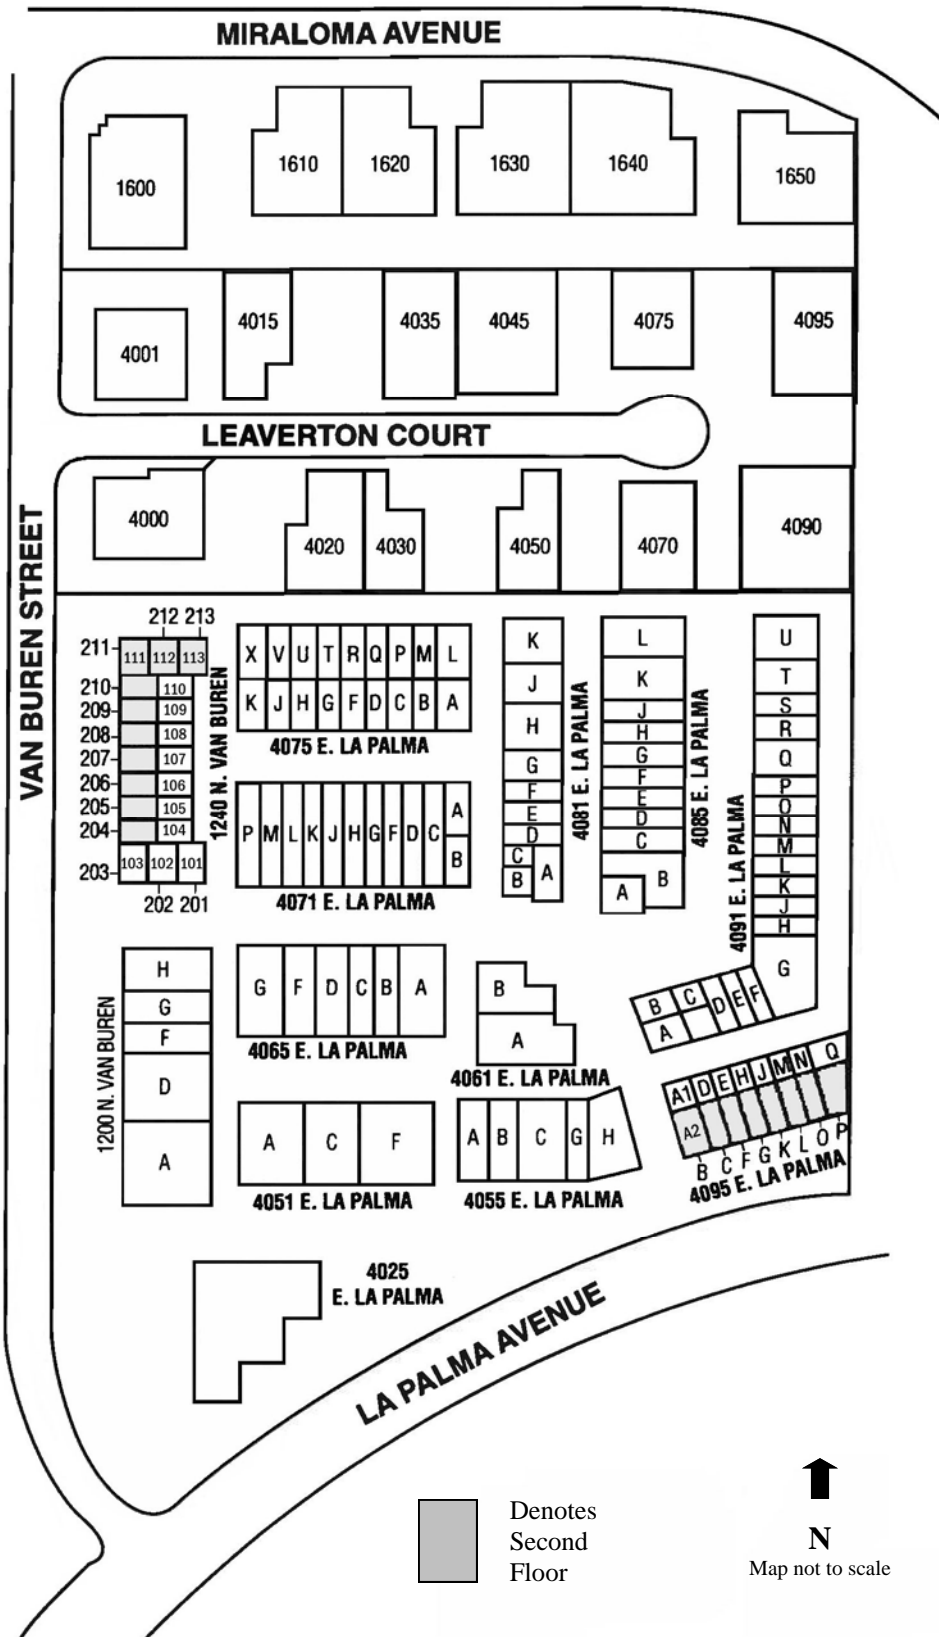 MIRALOMA AVENUE
1600
1610
1620
1630
1640
1650
4001
4015
4035
4045
4075
4095
LEAVERTON COURT
VAN BUREN STREET
4000
4020
4030
4050
4070
4090
212 213
211
111 112 113
210
110
209
109
208
108
207
107
206
106
205
105
204
104
203
103 102 101
202 201
1240 N. VAN BUREN
X V U T R Q P M L
K J H G F D C B A
4075 E. LA PALMA
P M L K J H G F D C A
B
4071 E. LA PALMA
K
J
H
G
F
E
D
C
B A
4081 E. LA PALMA
L
K
J
H
G
F
E
D
C
A B
4085 E. LA PALMA
U
T
S
R
Q
P
O
N
M
L
K
J
H
G
B C D E F
A
4091 E. LA PALMA
H
G
F
D
A
1200 N. VAN BUREN
G F D C B A
4065 E. LA PALMA
B
A
4061 E. LA PALMA
A C F
4051 E. LA PALMA
A B C G H
4055 E. LA PALMA
A1 D E H J M N Q
A2
B C F G K L O P
4095 E. LA PALMA
4025
E. LA PALMA
LA PALMA AVENUE
Denotes
Second
Floor
N
Map not to scale